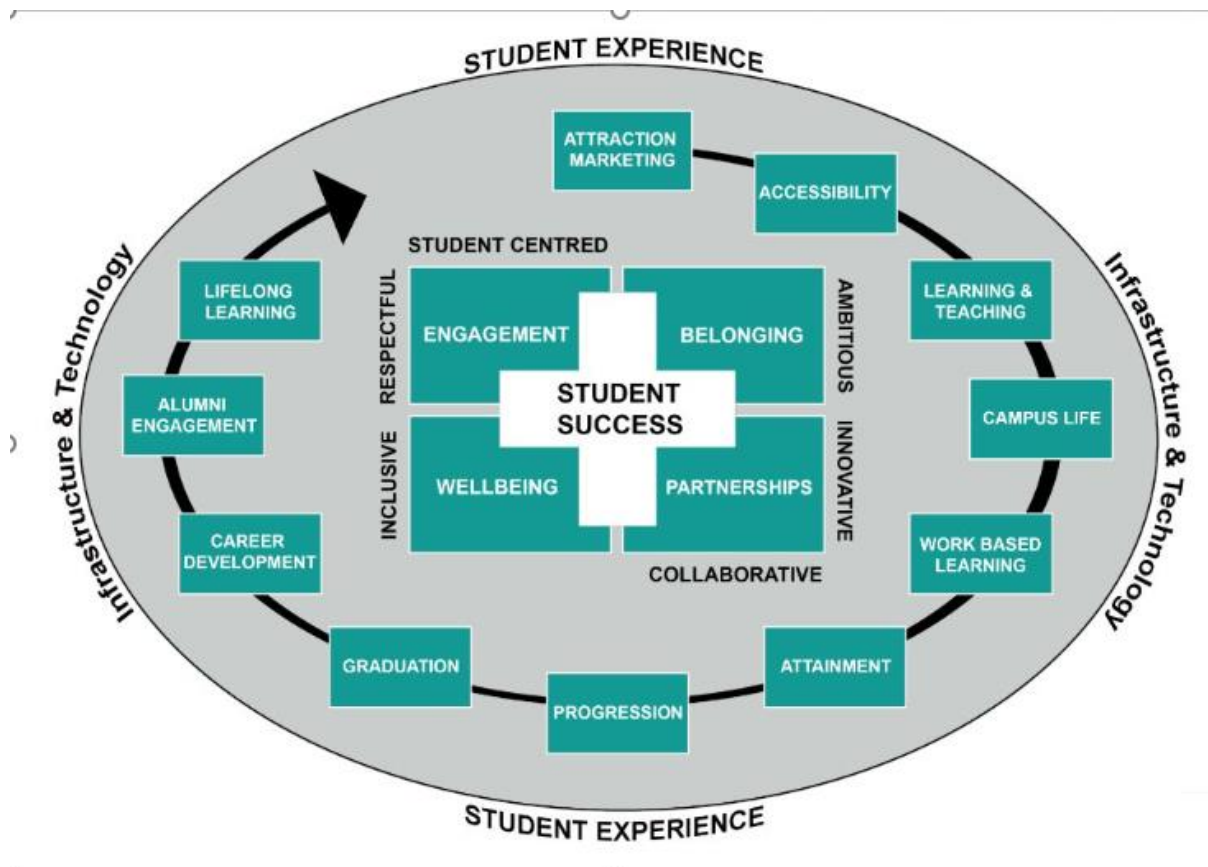 STUDENT EXPERIENCE
ATTRACTION
MARKETING
ACCESSIBILITY
LEARNING &
TEACHING
CAMPUS LIFE
WORK BASED
LEARNING
ATTAINMENT
PROGRESSION
GRADUATION
CAREER
DEVELOPMENT
ALUMNI
ENGAGEMENT
LIFELONG
LEARNING
STUDENT CENTRED
RESPECTFUL
ENGAGEMENT
BELONGING
AMBITIOUS
STUDENT
SUCCESS
INCLUSIVE
WELLBEING
PARTNERSHIPS
INNOVATIVE
COLLABORATIVE
Infrastructure & Technology
Infrastructure & Technology
STUDENT EXPERIENCE